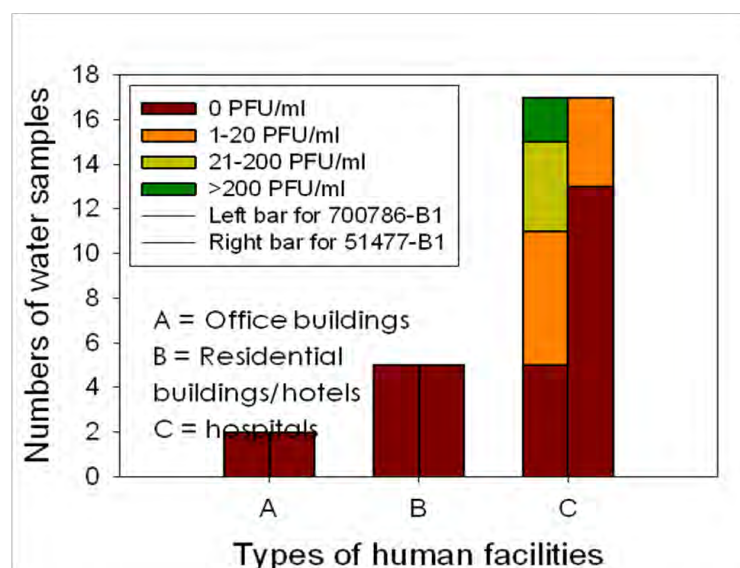 Numbers of water samples
18
16
14
12
10
8
6
4
2
0
0 PFU/ml
1-20 PFU/ml
21-200 PFU/ml
>200 PFU/ml
Left bar for 700786-B1
Right bar for 51477-B1
A = Office buildings
B = Residential
buildings/hotels
C = hospitals
A
B
C
Types of human facilities